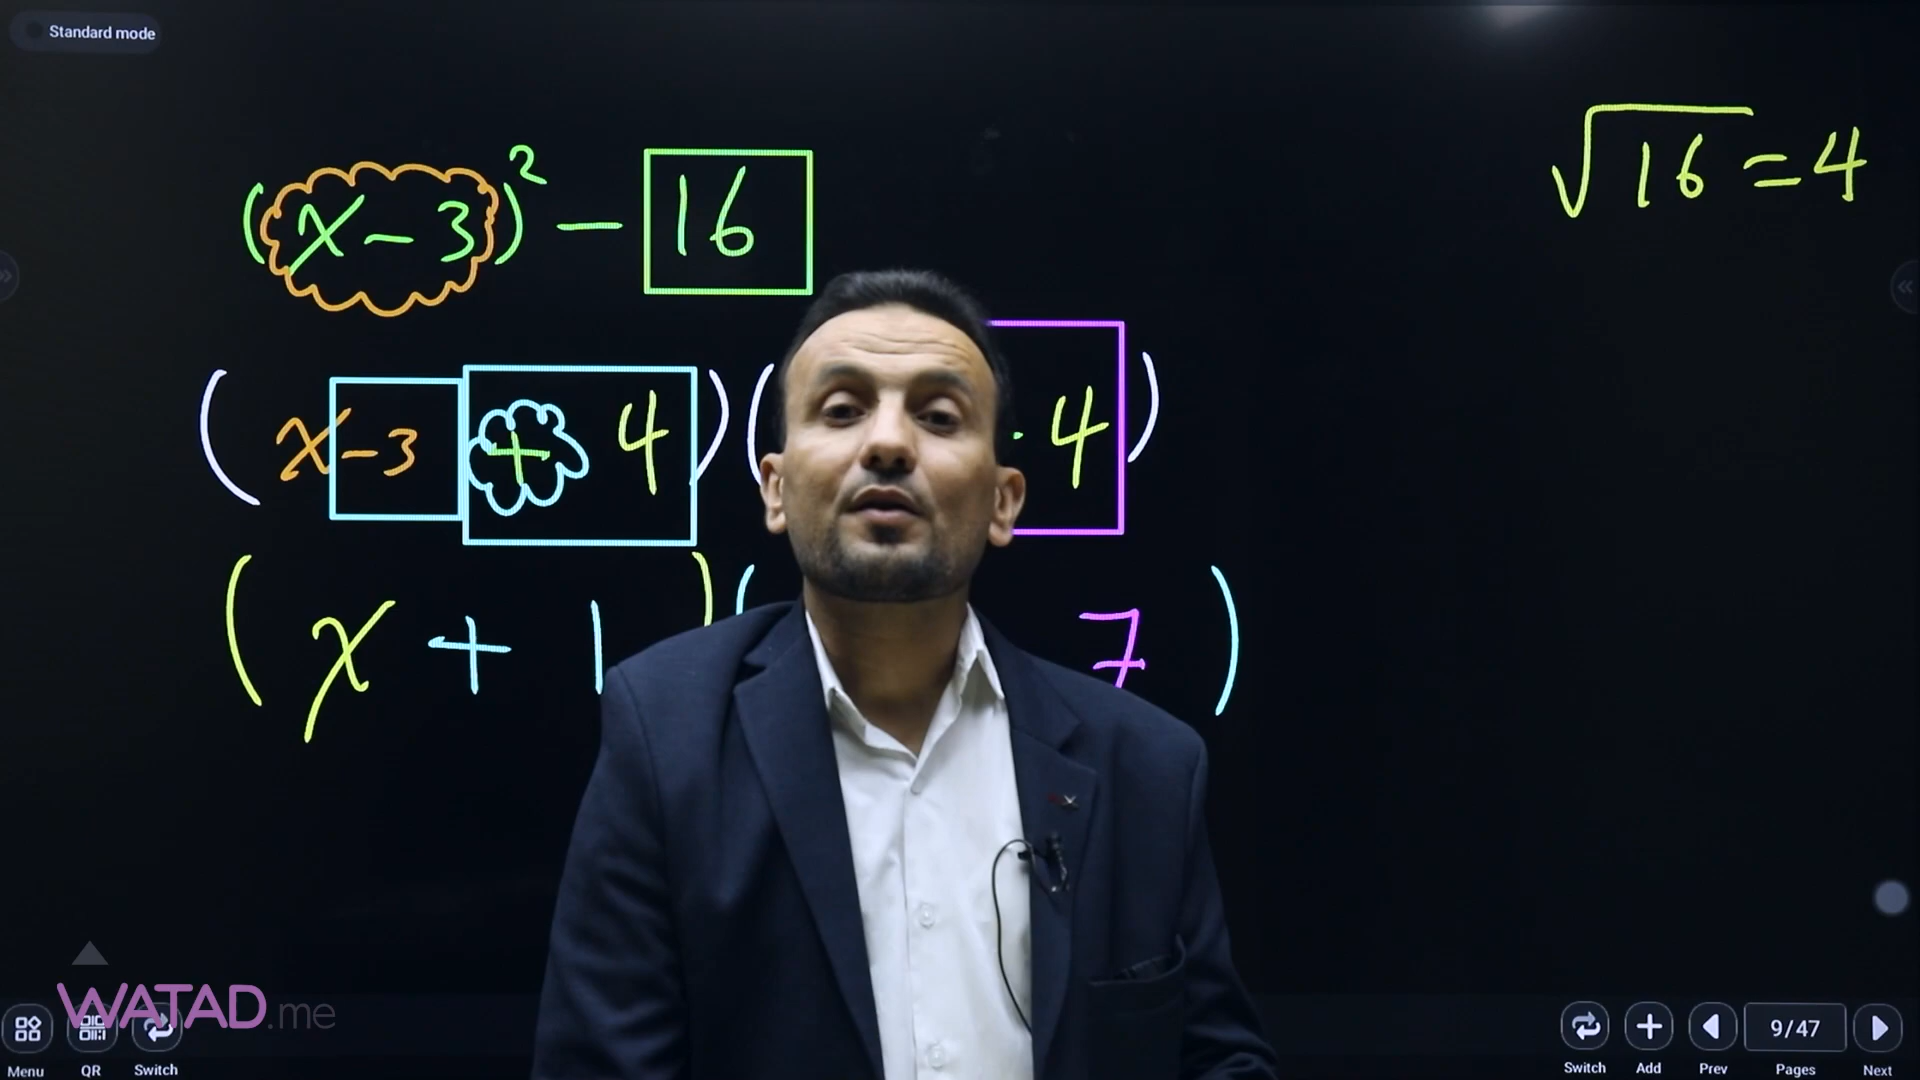 Standard mode
√16 = 4
(x - 3)² - 16
(x - 3 + 4)( 4)
(x + 1)( 7)
WATAD.me
Menu QR Switch
Switch Add Prev 9/47 Pages Next